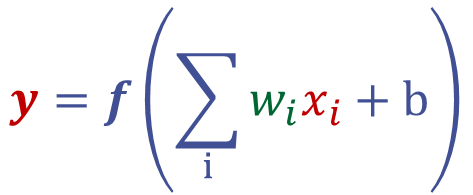 y = f(∑ᵢ wᵢxᵢ + b)